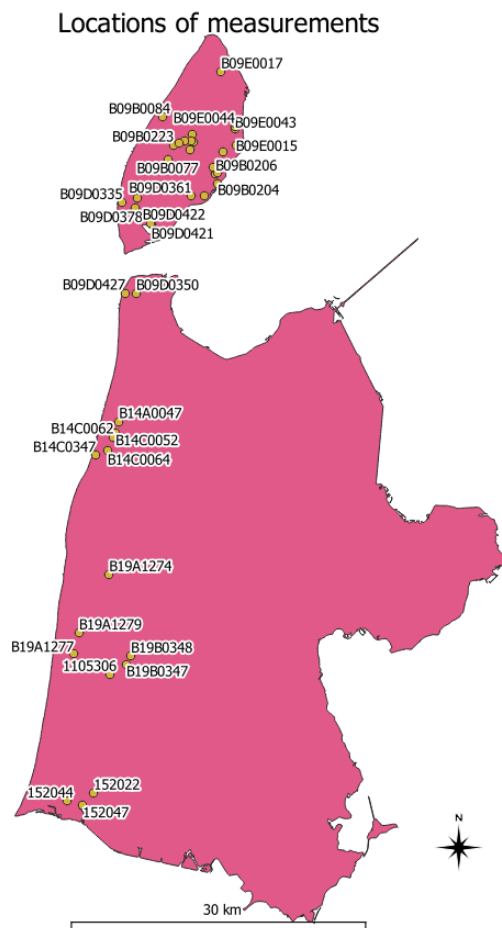 Locations of measurements
B09E0017
B09B0084
B09E0044
B09E0043
B09B0223
B09E0015
B09B0077
B09B0206
B09D0335
B09D0361
B09B0204
B09D0378
B09D0422
B09D0421
B09D0427
B09D0350
B14A0047
B14C0062
B14C0052
B14C0347
B14C0064
B19A1274
B19A1279
B19A1277
B19B0348
1105306
B19B0347
152044
152022
152047
N
30 km